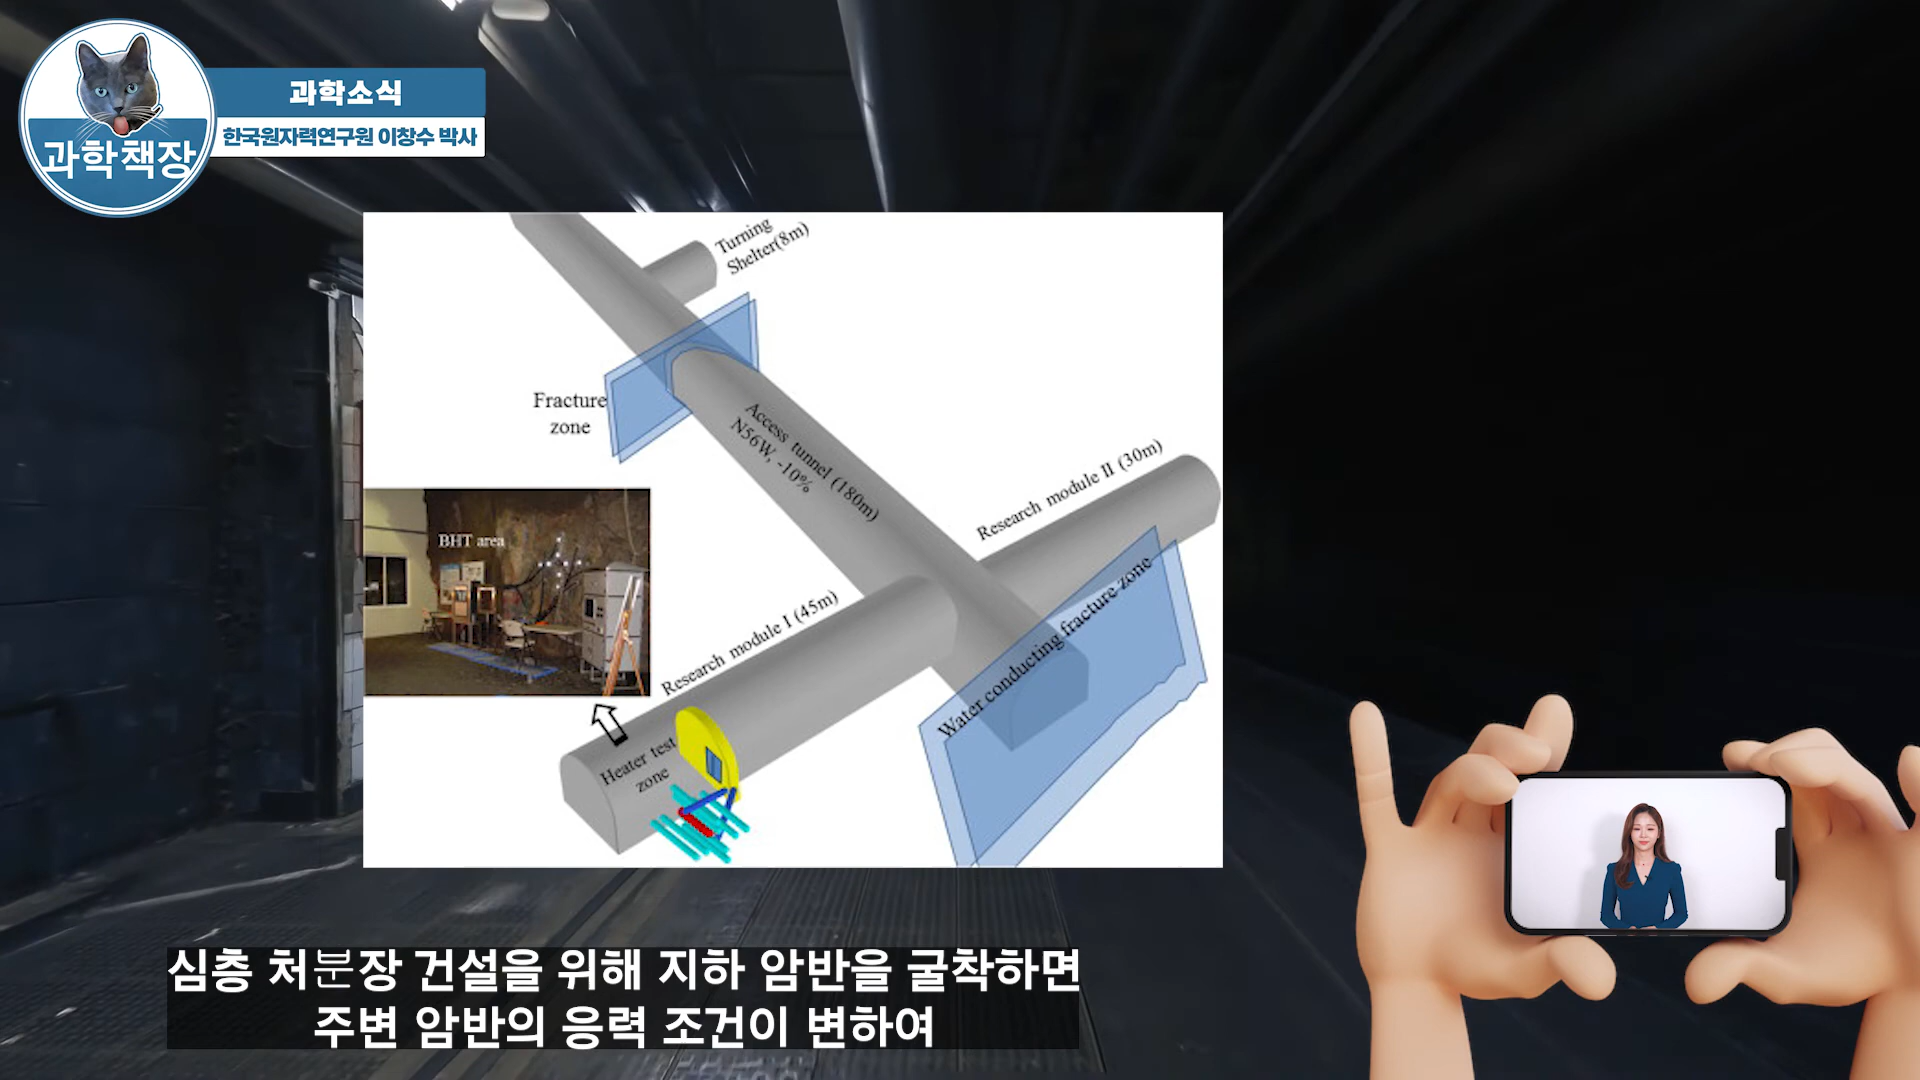 과학책장
과학소식
한국원자력연구원 이창수 박사
Turning
Shelter(8m)
Fracture
zone
Access tunnel (180m)
N56W, -10%
Research module II (30m)
BHT area
Research module I (45m)
Water conducting fracture zone
Heater test
zone
심층 처분장 건설을 위해 지하 암반을 굴착하면
주변 암반의 응력 조건이 변하여